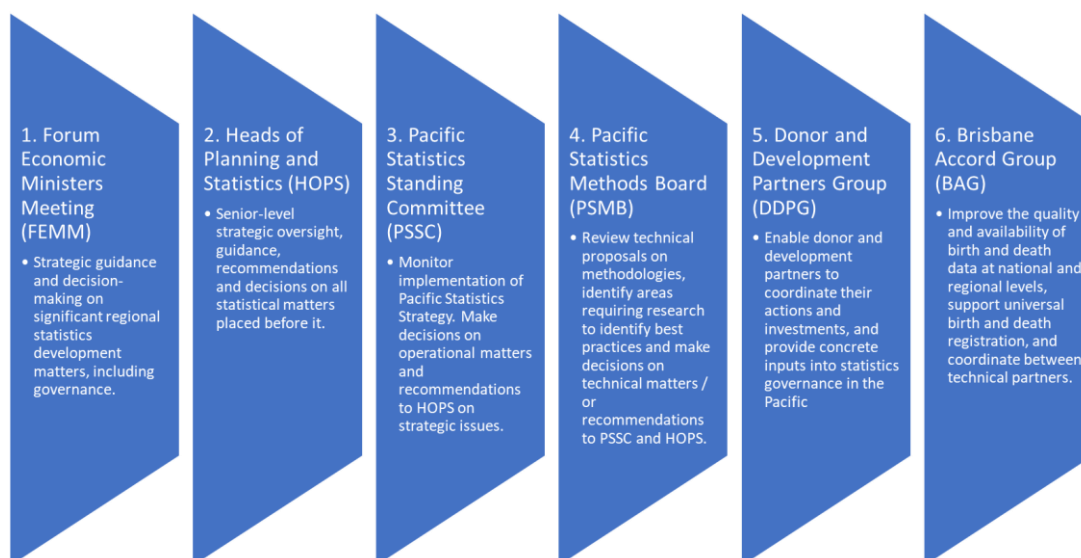 1. Forum
Economic
Ministers
Meeting
(FEMM)
• Strategic guidance
and decision-
making on
significant regional
statistics
development
matters, including
governance.
2. Heads of
Planning and
Statistics (HOPS)
• Senior-level
strategic oversight,
guidance,
recommendations
and decisions on all
statistical matters
placed before it.
3. Pacific
Statistics
Standing
Committee
(PSSC)
• Monitor
implementation of
Pacific Statistics
Strategy. Make
decisions on
operational matters
and
recommendations
to HOPS on
strategic issues.
4. Pacific
Statistics
Methods Board
(PSMB)
• Review technical
proposals on
methodologies,
identify areas
requiring research
to identify best
practices and make
decisions on
technical matters /
or
recommendations
to PSSC and HOPS.
5. Donor and
Development
Partners Group
(DDPG)
• Enable donor and
development
partners to
coordinate their
actions and
investments, and
provide concrete
inputs into statistics
governance in the
Pacific
6. Brisbane
Accord Group
(BAG)
• Improve the quality
and availability of
birth and death
data at national and
regional levels,
support universal
birth and death
registration, and
coordinate between
technical partners.